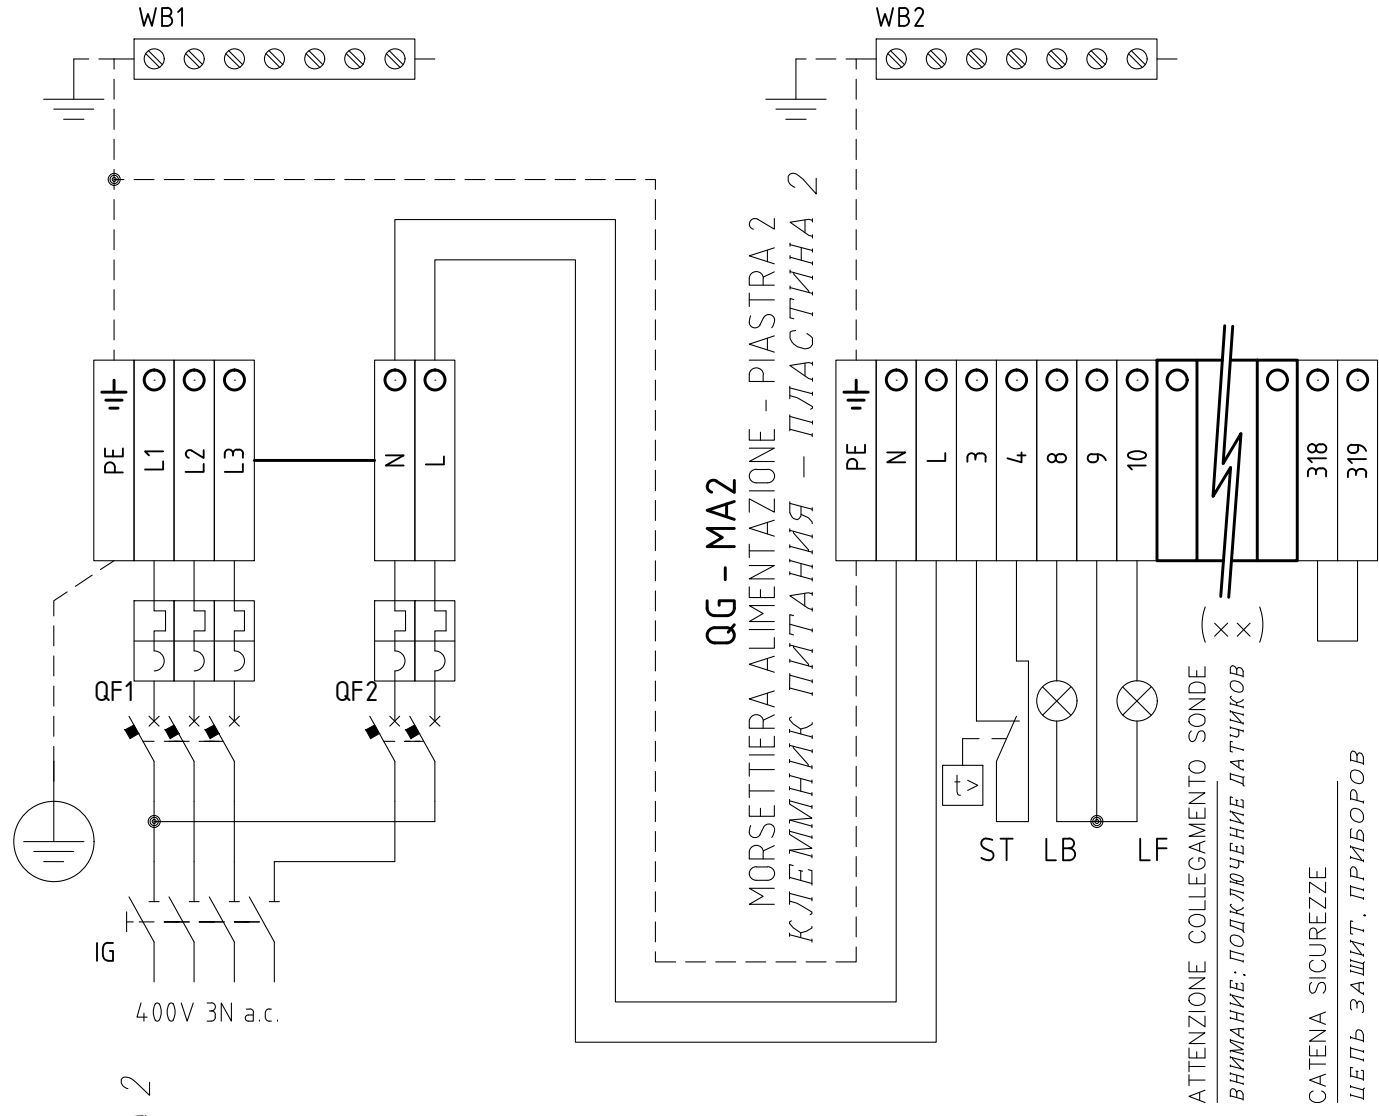 WB1
WB2
PE
L1
L2
L3
N
L
QG - MA2
MORSETTIERA ALIMENTAZIONE - PIASTRA 2
КЛЕММНИК ПИТАНИЯ - ПЛАСТИНА 2
PE
N
L
3
4
8
9
10
318
319
QF1
QF2
(xx)
t>
ST
LB
LF
IG
400V 3N a.c.
ATTENZIONE COLLEGAMENTO SONDE
ВНИМАНИЕ: ПОДКЛЮЧЕНИЕ ДАТЧИКОВ
CATENA SICUREZZE
ЦЕПЬ ЗАЩИТ. ПРИБОРОВ
2